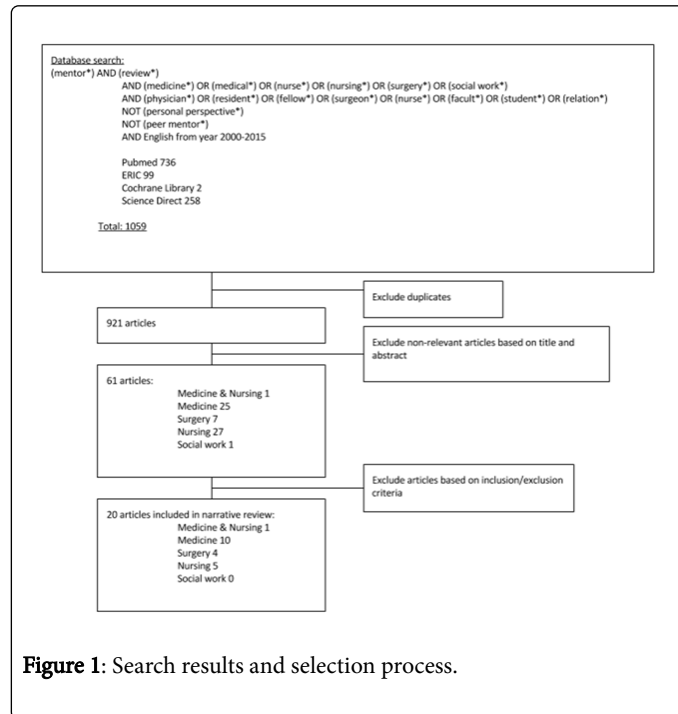 Database search:
(mentor*) AND (review*)
AND (medicine*) OR (medical*) OR (nurse*) OR (nursing*) OR (surgery*) OR (social work*)
AND (physician*) OR (resident*) OR (fellow*) OR (surgeon*) OR (nurse*) OR (facult*) OR (student*) OR (relation*)
NOT (personal perspective*)
NOT (peer mentor*)
AND English from year 2000-2015
Pubmed 736
ERIC 99
Cochrane Library 2
Science Direct 258
Total: 1059
Exclude duplicates
921 articles
Exclude non-relevant articles based on title and
abstract
61 articles:
Medicine & Nursing 1
Medicine 25
Surgery 7
Nursing 27
Social work 1
Exclude articles based on inclusion/exclusion
criteria
20 articles included in narrative review:
Medicine & Nursing 1
Medicine 10
Surgery 4
Nursing 5
Social work 0
Figure 1: Search results and selection process.